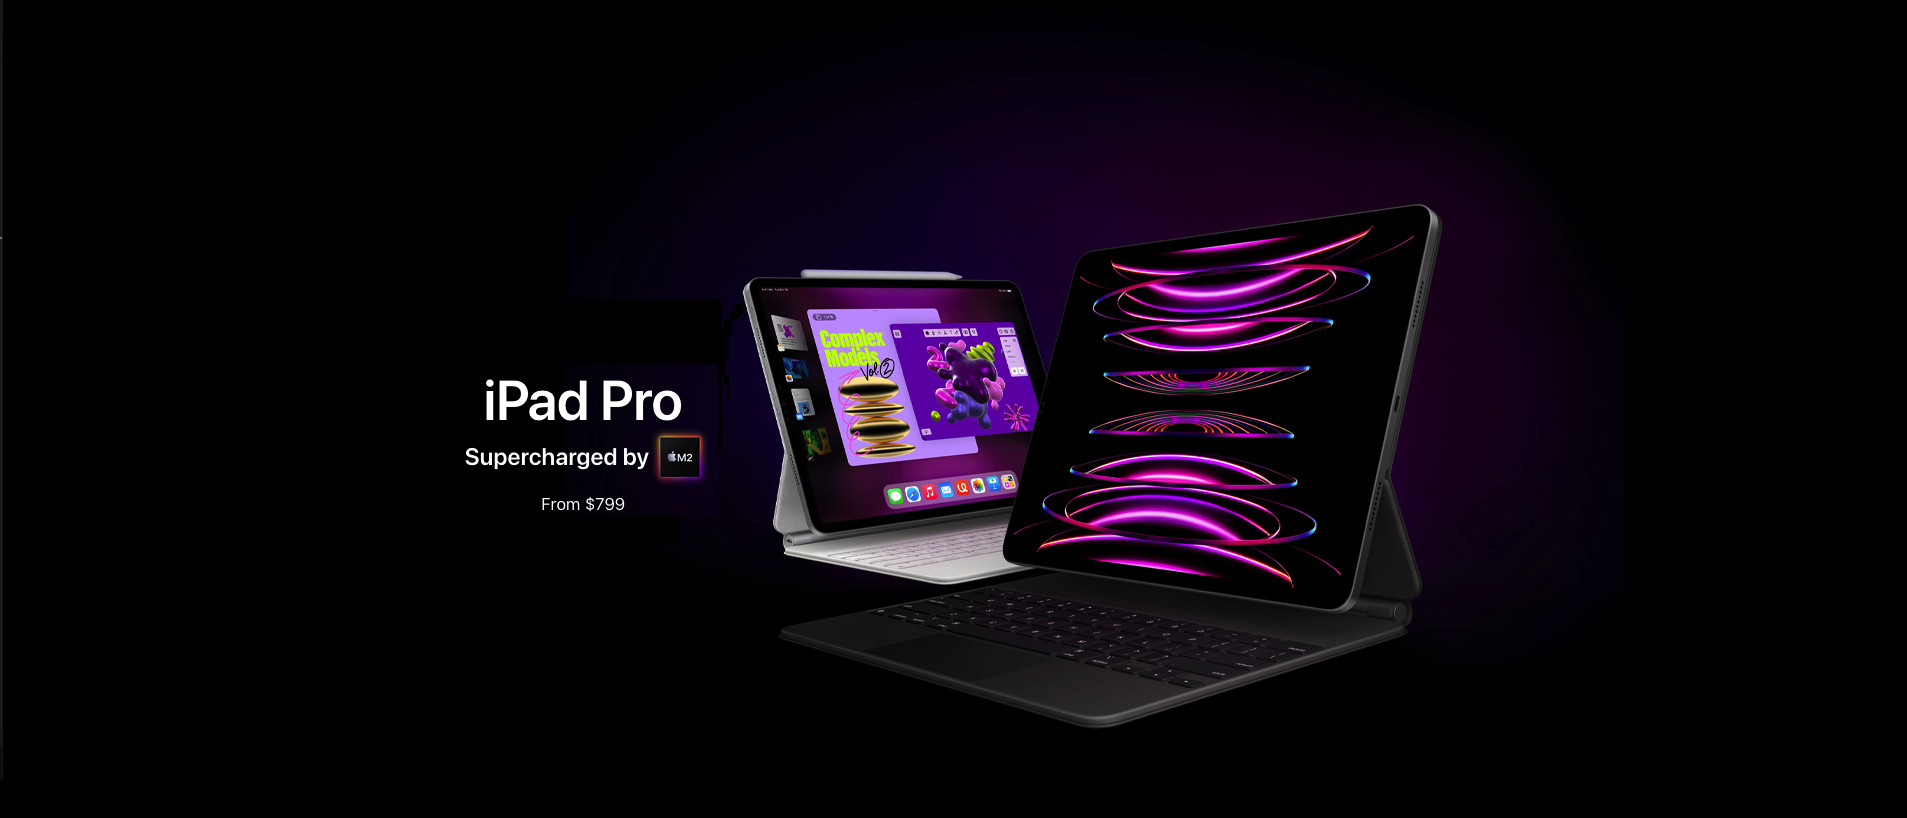 iPad Pro
Supercharged by M2
From $799
Complex
Models
Vol. 2